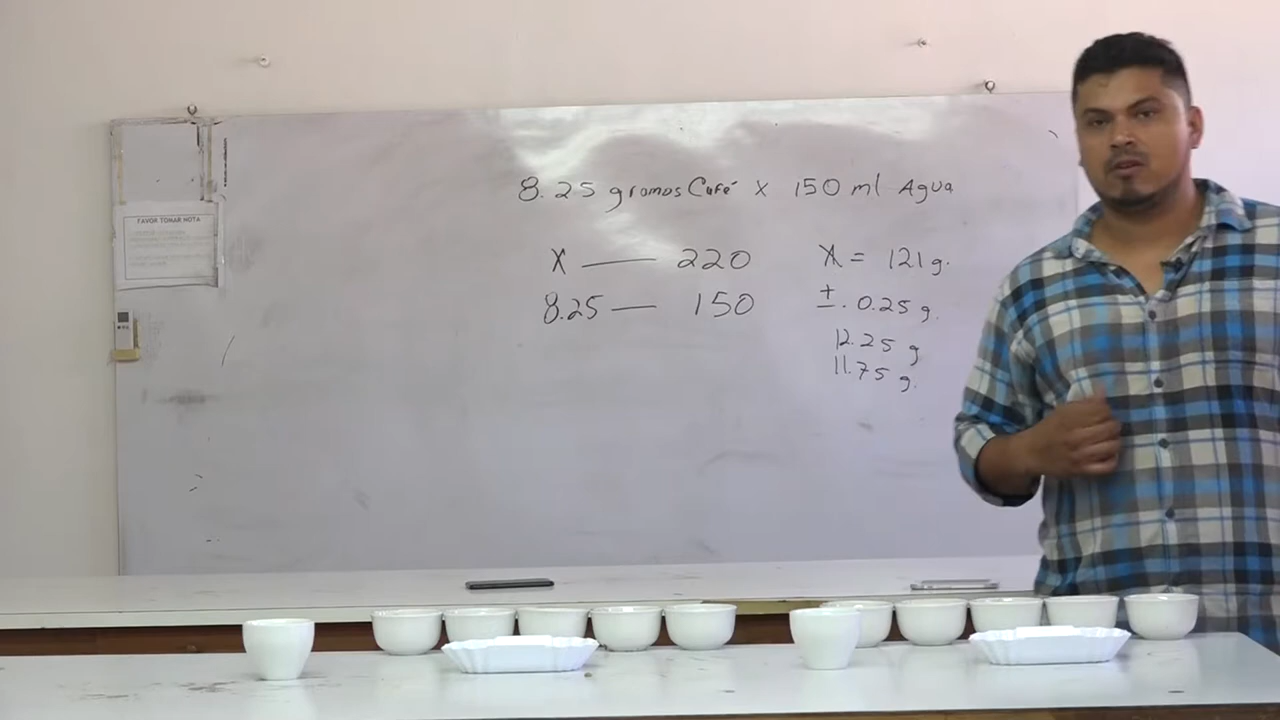 FAVOR TOMAR NOTA
8.25 gramos Café x 150 ml Agua
X — 220
8.25 — 150
X = 121 g.
± . 0.25 g.
12.25 g
11.75 g.